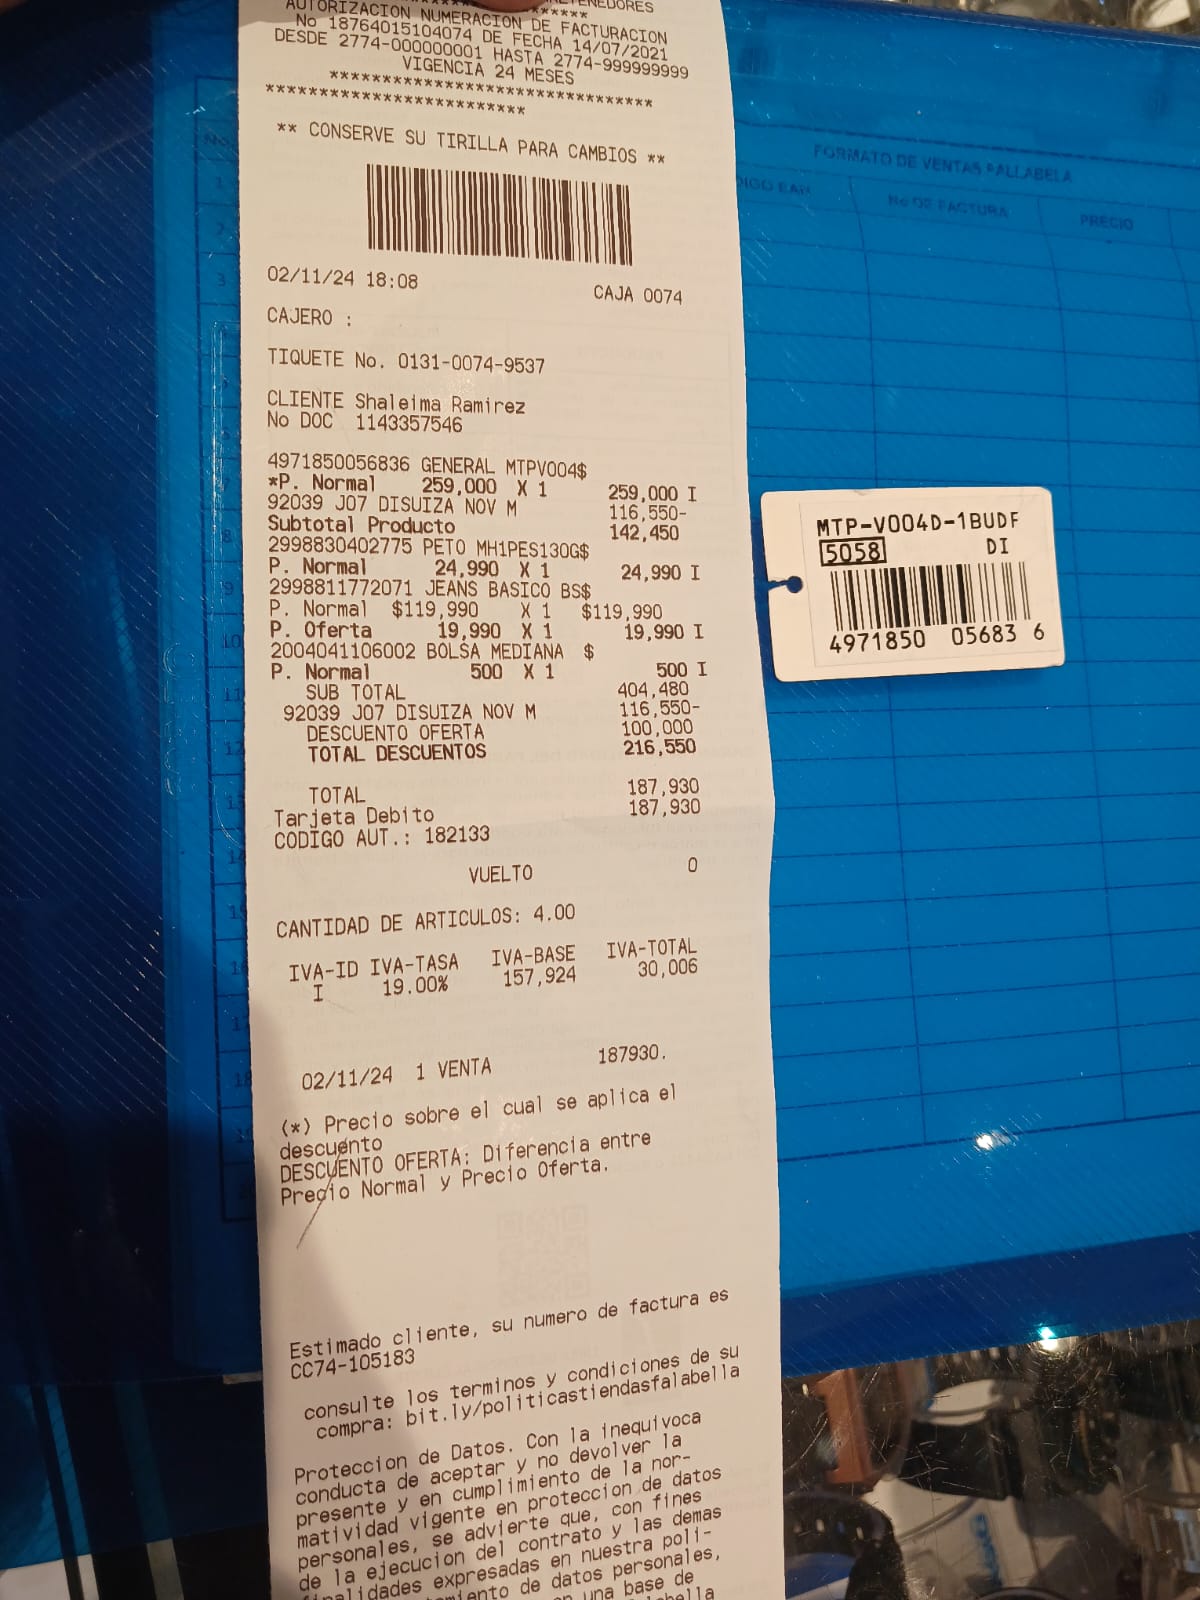 AUTORIZACION NUMERACION DE FACTURACION
No 18764015104074 DE FECHA 14/07/2021
DESDE 2774-000000001 HASTA 2774-999999999
VIGENCIA 24 MESES
******************************
************************
** CONSERVE SU TIRILLA PARA CAMBIOS **
02/11/24 18:08 CAJA 0074
CAJERO :
TIQUETE No. 0131-0074-9537
CLIENTE Shaleima Ramirez
No DOC 1143357546
4971850056836 GENERAL MTPV004$
*P. Normal 259,000 X 1 259,000 I
92039 J07 DISUIZA NOV M 116,550-
Subtotal Producto 142,450
2998830402775 PETO MH1PES130G$
P. Normal 24,990 X 1 24,990 I
2998811772071 JEANS BASICO BS$
P. Normal $119,990 X 1 $119,990
P. Oferta 19,990 X 1 19,990 I
2004041106002 BOLSA MEDIANA $
P. Normal 500 X 1 500 I
SUB TOTAL 404,480
92039 J07 DISUIZA NOV M 116,550-
DESCUENTO OFERTA 100,000
TOTAL DESCUENTOS 216,550
TOTAL 187,930
Tarjeta Debito 187,930
CODIGO AUT.: 182133
VUELTO 0
CANTIDAD DE ARTICULOS: 4.00
IVA-ID IVA-TASA IVA-BASE IVA-TOTAL
I 19.00% 157,924 30,006
02/11/24 1 VENTA 187930.
(*) Precio sobre el cual se aplica el
descuento
DESCUENTO OFERTA: Diferencia entre
Precio Normal y Precio Oferta.
Estimado cliente, su numero de factura es
CC74-105183
consulte los terminos y condiciones de su
compra: bit.ly/politicastiendasfalabella
Proteccion de Datos. Con la inequivoca
conducta de aceptar y no devolver la
presente y en cumplimiento de la nor-
matividad vigente en proteccion de datos
personales, se advierte que, con fines
de la ejecucion del contrato y las demas
finalidades expresadas en nuestra poli-
de datos personales,
una base de
FORMATO DE VENTAS FALLABELA
No DE FACTURA
PRECIO
MTP-V004D-1BUDF
5058 DI
4971850 05683 6